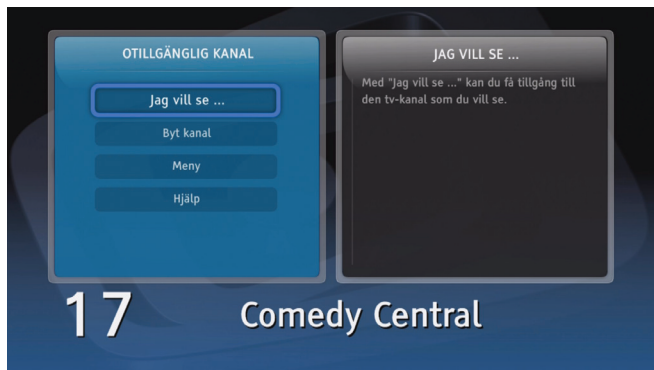 OTILLGÄNGLIG KANAL
Jag vill se ...
Byt kanal
Meny
Hjälp
JAG VILL SE ...
Med "Jag vill se ..." kan du få tillgång till
den tv-kanal som du vill se.
17 Comedy Central